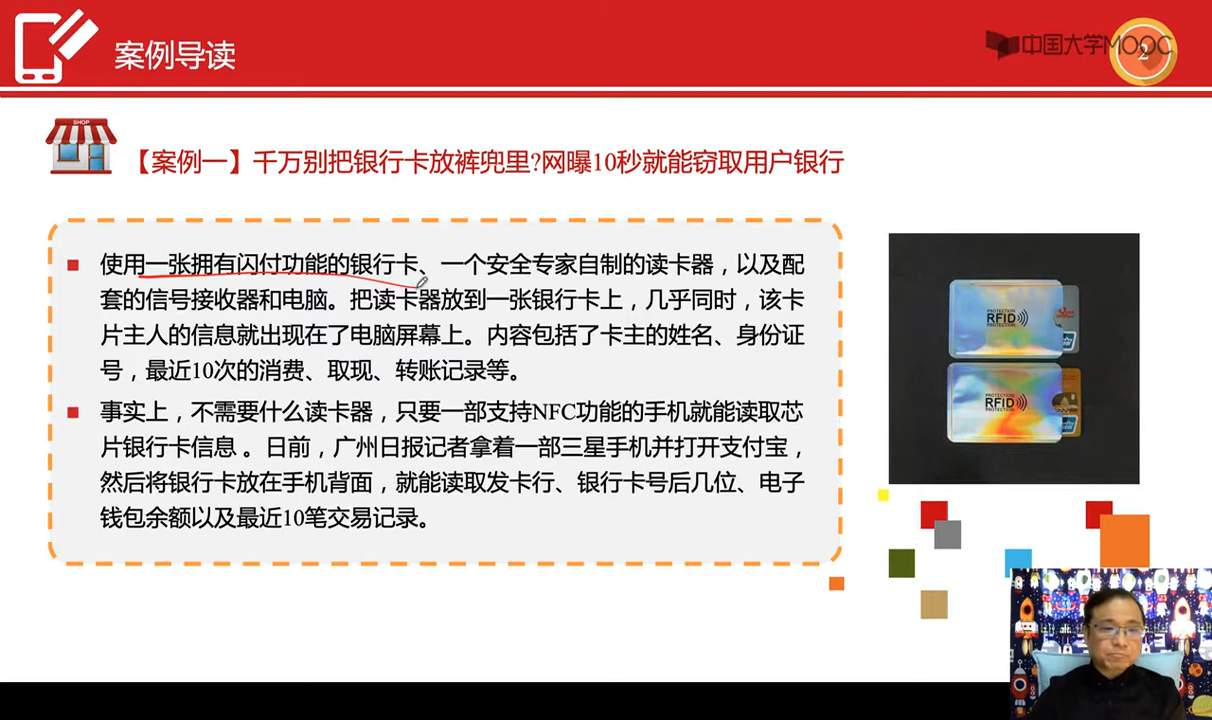 案例导读
中国大学MOOC
2
SHOP
【案例一】千万别把银行卡放裤兜里?网曝10秒就能窃取用户银行
使用一张拥有闪付功能的银行卡、一个安全专家自制的读卡器，以及配
套的信号接收器和电脑。把读卡器放到一张银行卡上，几乎同时，该卡
片主人的信息就出现在了电脑屏幕上。内容包括了卡主的姓名、身份证
号，最近10次的消费、取现、转账记录等。
事实上，不需要什么读卡器，只要一部支持NFC功能的手机就能读取芯
片银行卡信息 。日前，广州日报记者拿着一部三星手机并打开支付宝，
然后将银行卡放在手机背面，就能读取发卡行、银行卡号后几位、电子
钱包余额以及最近10笔交易记录。
PROTECTION
RFID
PROTECTION
PROTECTION
RFID
PROTECTION